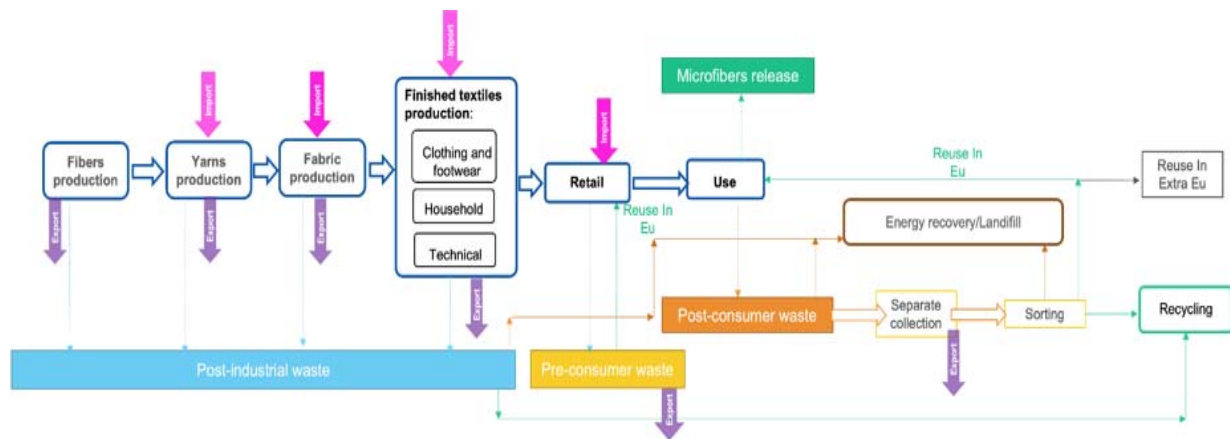 Import
Microfibers release
Import
Import
Finished textiles
production:
Import
Fibers
production
Yarns
production
Fabric
production
Clothing and
footwear
Retail
Use
Reuse In
Eu
Reuse In
Extra Eu
Household
Reuse In
Eu
Energy recovery/Landfill
Export
Export
Export
Technical
Export
Post-consumer waste
Separate
collection
Sorting
Recycling
Post-industrial waste
Pre-consumer waste
Export
Export